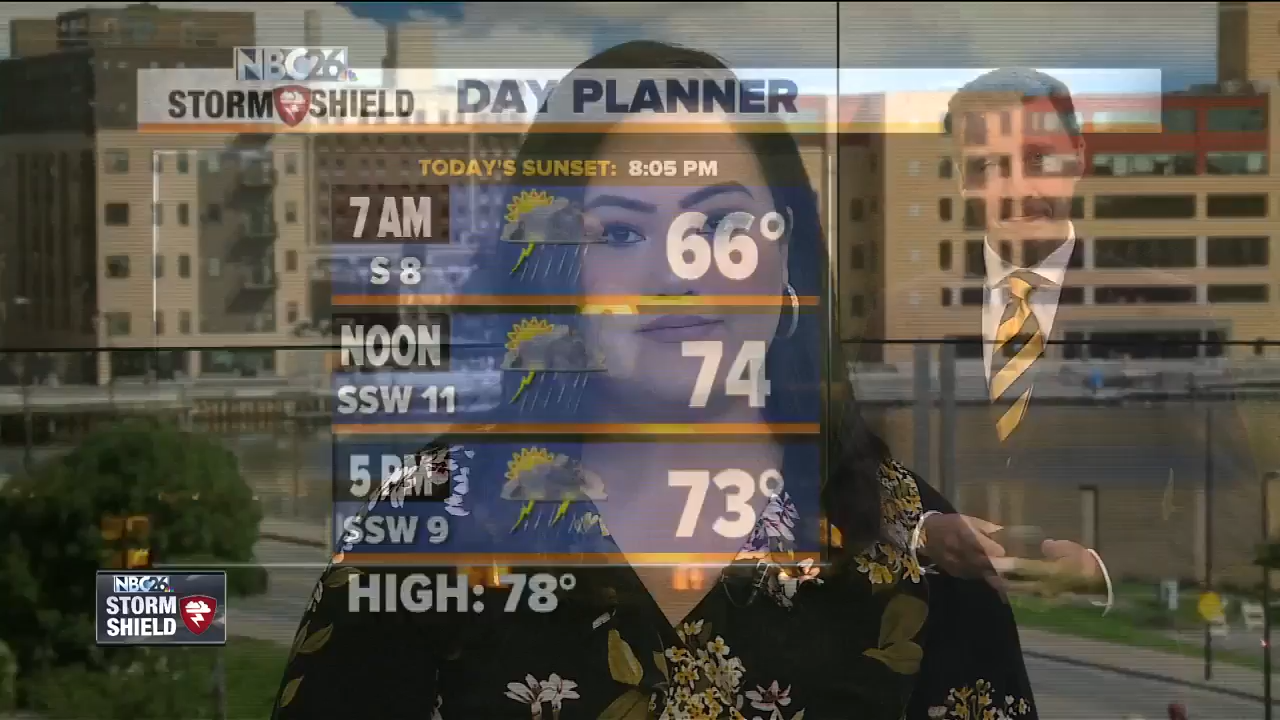 NBC26
STORM SHIELD
DAY PLANNER
TODAY'S SUNSET: 8:05 PM
7 AM
S 8
66°
NOON
SSW 11
74
5 PM
SSW 9
73°
HIGH: 78°
NBC26
STORM
SHIELD